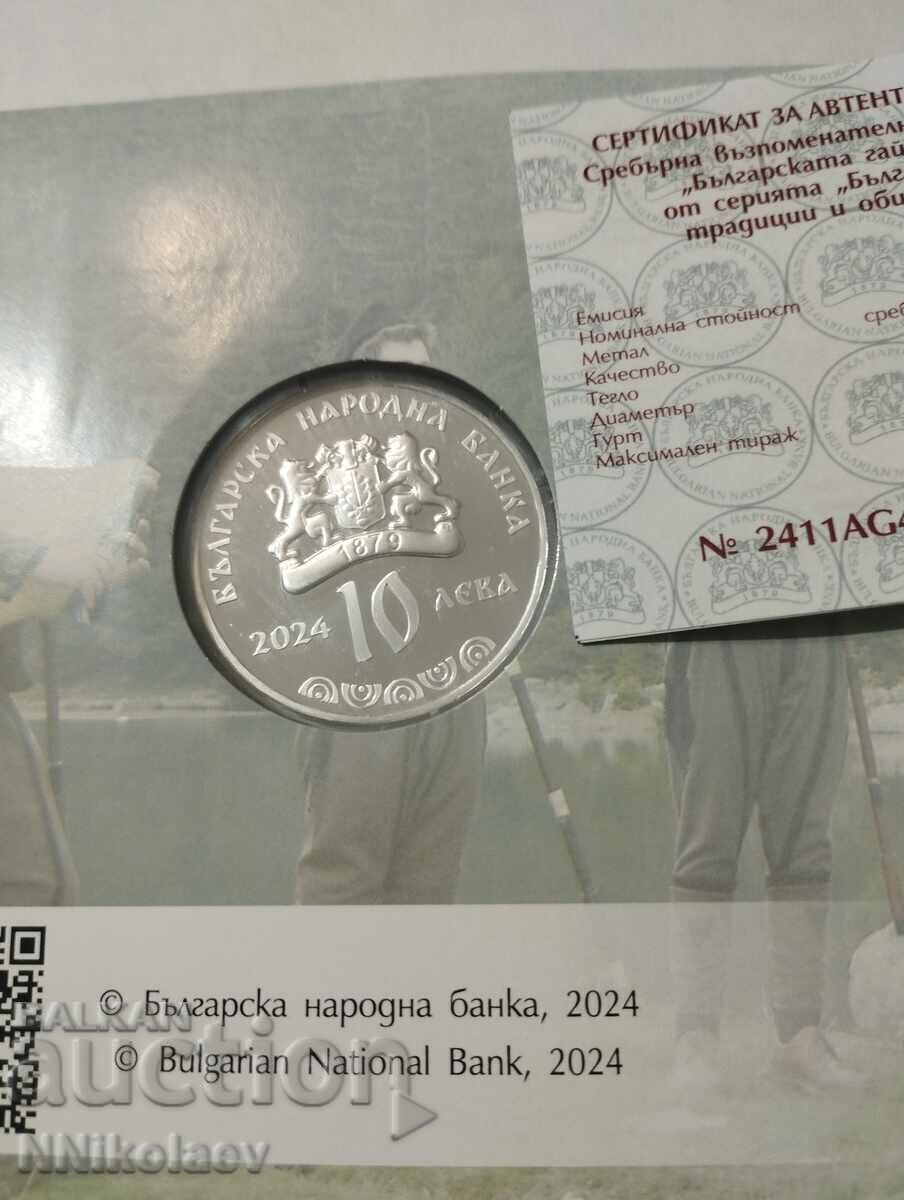 СЕРТИФИКАТ ЗА АВТЕНТ
Сребърна възпоменателн
„Българската гай
от серията „Бълг
традиции и оби
Емисия
Номинална стойност
Метал среб
Качество
Тегло
Диаметър
Гурт
Максимален тираж
№ 2411AG4
БЪЛГАРСКА НАРОДНА БАНКА
1879
2024 10 ЛЕВА
© Българска народна банка, 2024
© Bulgarian National Bank, 2024
BALKAN
auction
NNikolaev